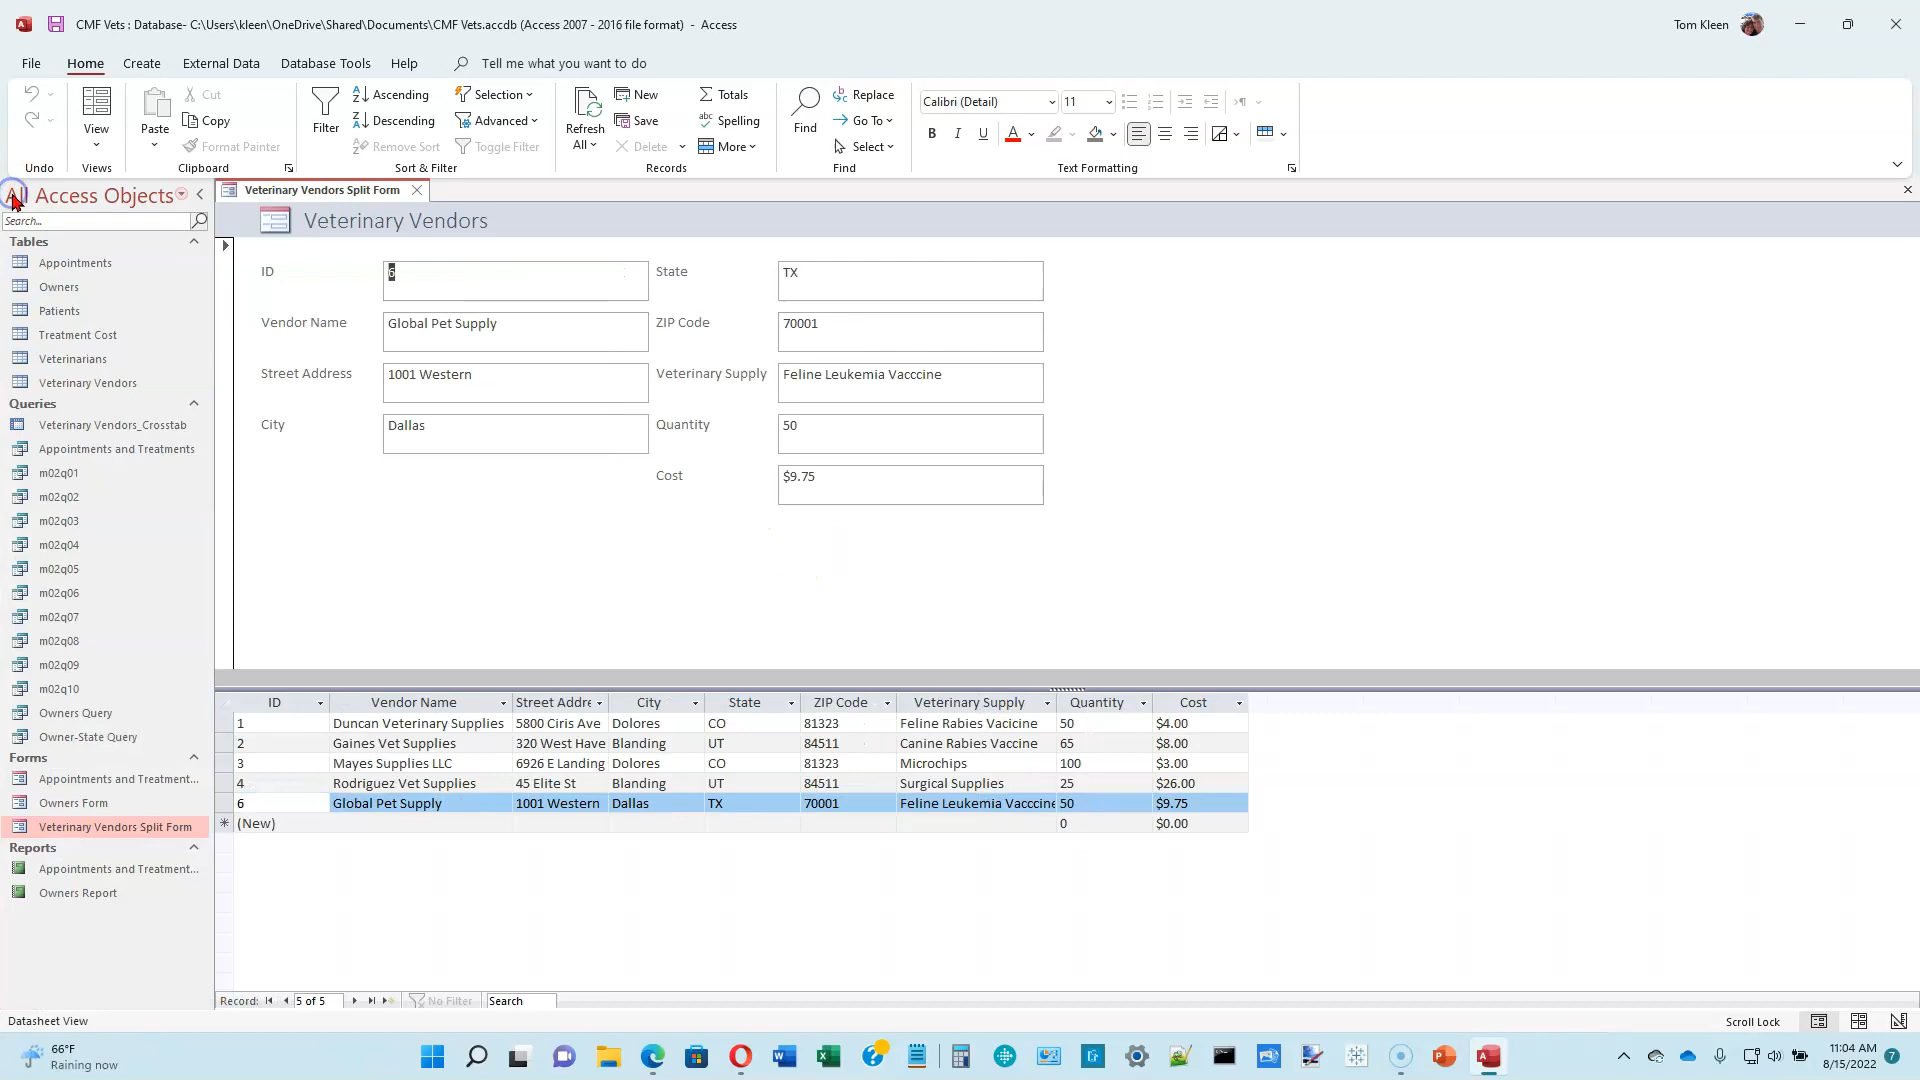 CMF Vets : Database- C:\Users\kleen\OneDrive\Shared\Documents\CMF Vets.accdb (Access 2007 - 2016 file format) - Access
Tom Kleen
File Home Create External Data Database Tools Help Tell me what you want to do
Undo
View
Views
Paste
Cut
Copy
Format Painter
Clipboard
Filter
Ascending
Descending
Remove Sort
Selection
Advanced
Toggle Filter
Sort & Filter
Refresh
All
New
Save
Delete
Totals
Spelling
More
Records
Find
Replace
Go To
Select
Find
Calibri (Detail) 11
B I U A
Text Formatting
All Access Objects
Search...
Tables
Appointments
Owners
Patients
Treatment Cost
Veterinarians
Veterinary Vendors
Queries
Veterinary Vendors_Crosstab
Appointments and Treatments
m02q01
m02q02
m02q03
m02q04
m02q05
m02q06
m02q07
m02q08
m02q09
m02q10
Owners Query
Owner-State Query
Forms
Appointments and Treatment...
Owners Form
Veterinary Vendors Split Form
Reports
Appointments and Treatment...
Owners Report
Veterinary Vendors Split Form
Veterinary Vendors
ID 6 State TX
Vendor Name Global Pet Supply ZIP Code 70001
Street Address 1001 Western Veterinary Supply Feline Leukemia Vacccine
City Dallas Quantity 50
Cost $9.75
ID Vendor Name Street Addre City State ZIP Code Veterinary Supply Quantity Cost
1 Duncan Veterinary Supplies 5800 Ciris Ave Dolores CO 81323 Feline Rabies Vacicine 50 $4.00
2 Gaines Vet Supplies 320 West Have Blanding UT 84511 Canine Rabies Vaccine 65 $8.00
3 Mayes Supplies LLC 6926 E Landing Dolores CO 81323 Microchips 100 $3.00
4 Rodriguez Vet Supplies 45 Elite St Blanding UT 84511 Surgical Supplies 25 $26.00
6 Global Pet Supply 1001 Western Dallas TX 70001 Feline Leukemia Vacccine 50 $9.75
(New) 0 $0.00
Record: 5 of 5 No Filter Search
Datasheet View
Scroll Lock
66°F
Raining now
11:04 AM
8/15/2022
7